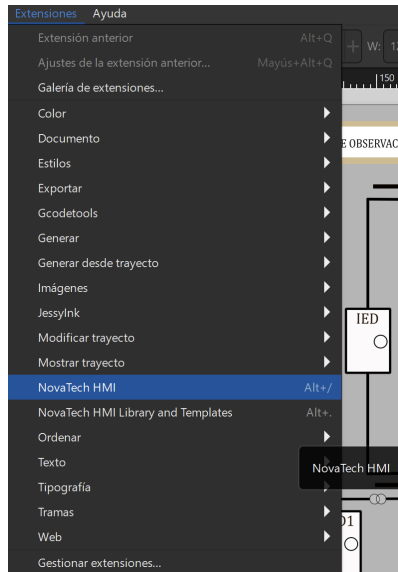 Extensiones Ayuda
Extensión anterior Alt+Q
Ajustes de la extensión anterior... Mayús+Alt+Q
Galería de extensiones...
Color
Documento
Estilos
Exportar
Gcodetools
Generar
Generar desde trayecto
Imágenes
JessyInk
Modificar trayecto
Mostrar trayecto
NovaTech HMI Alt+/
NovaTech HMI Library and Templates Alt+.
Ordenar
Texto
Tipografía
Tramas
Web
Gestionar extensiones...
W:
150
E OBSERVAC
IED
NovaTech HMI